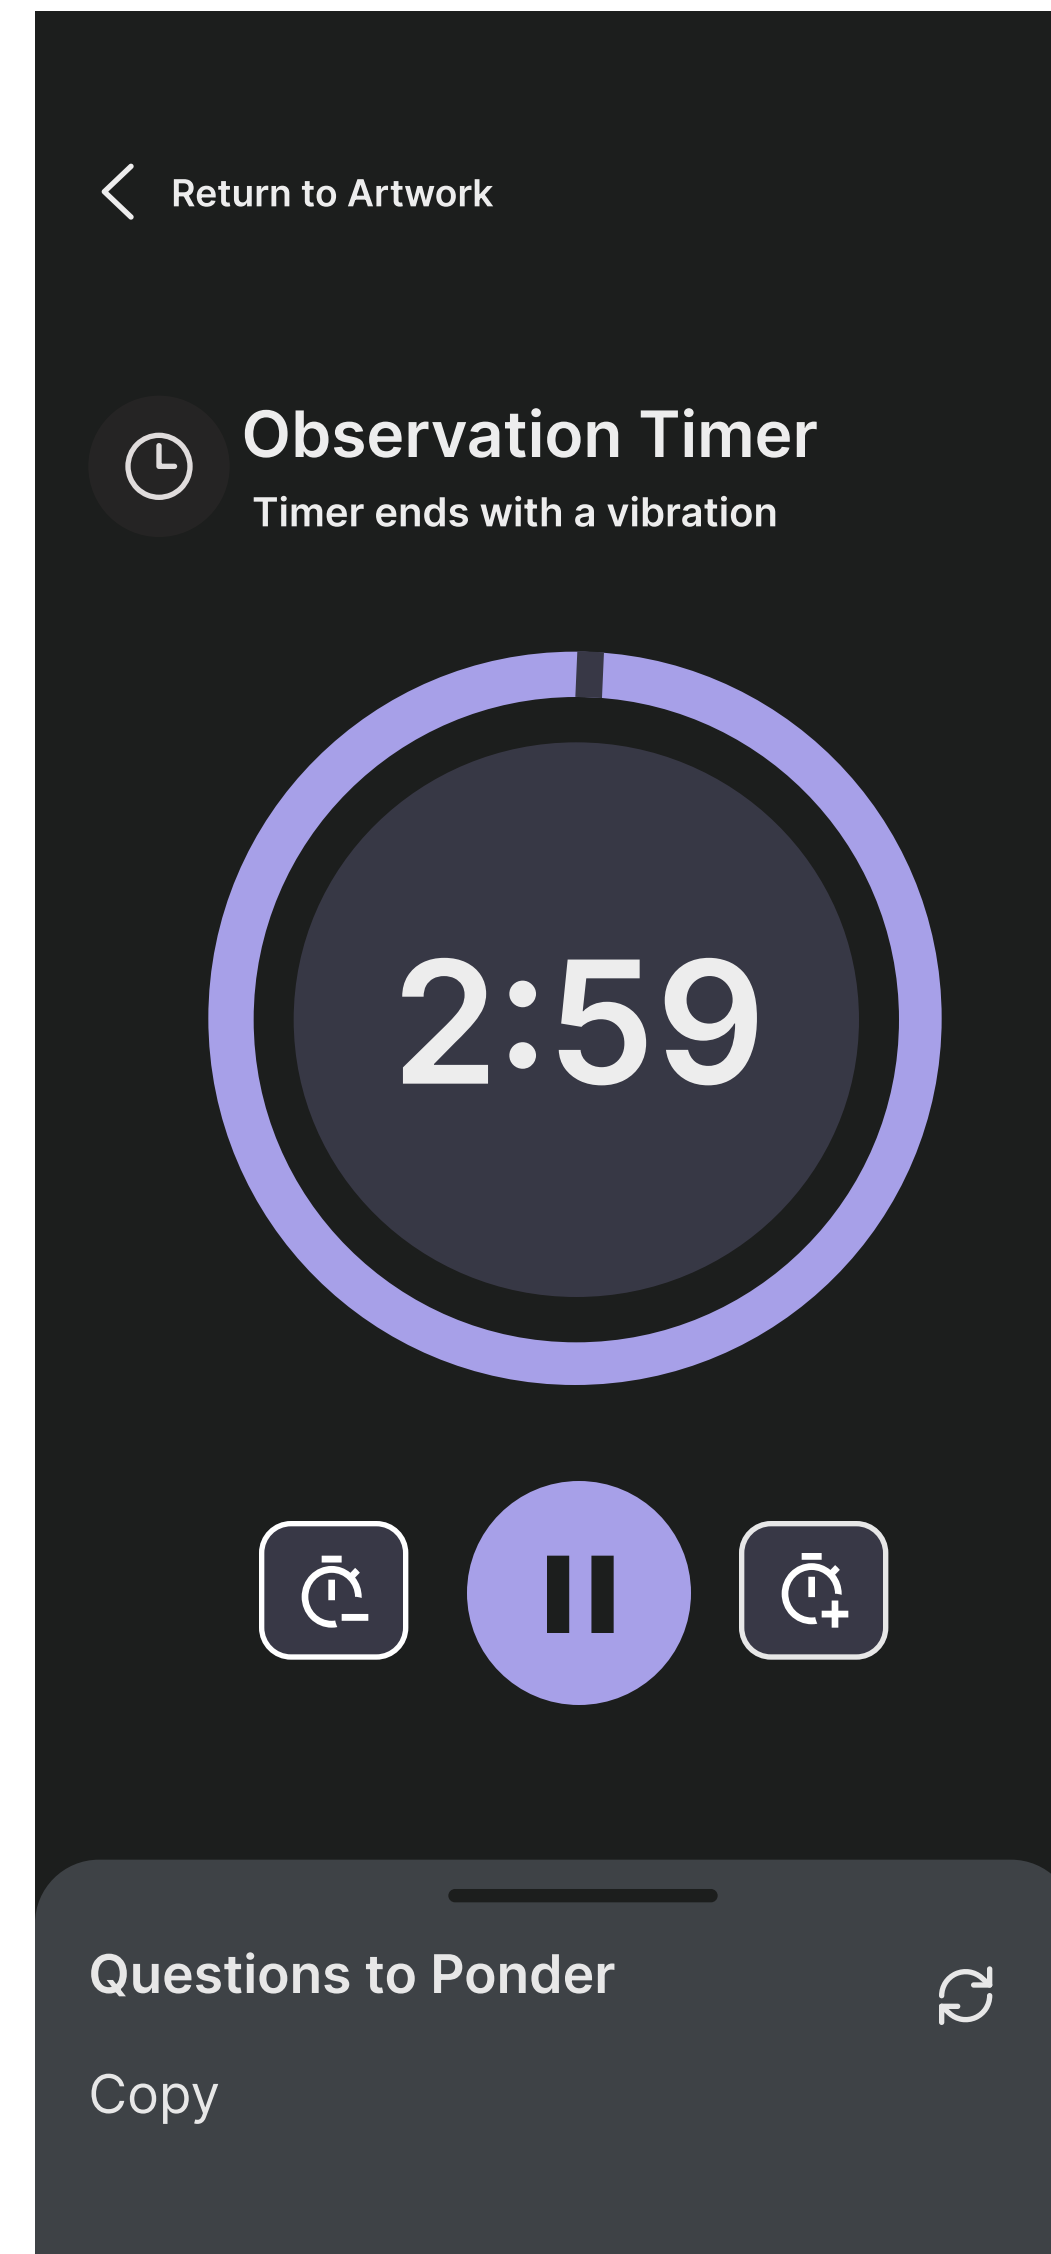 Return to Artwork
Observation Timer
Timer ends with a vibration
2:59
Questions to Ponder
Copy